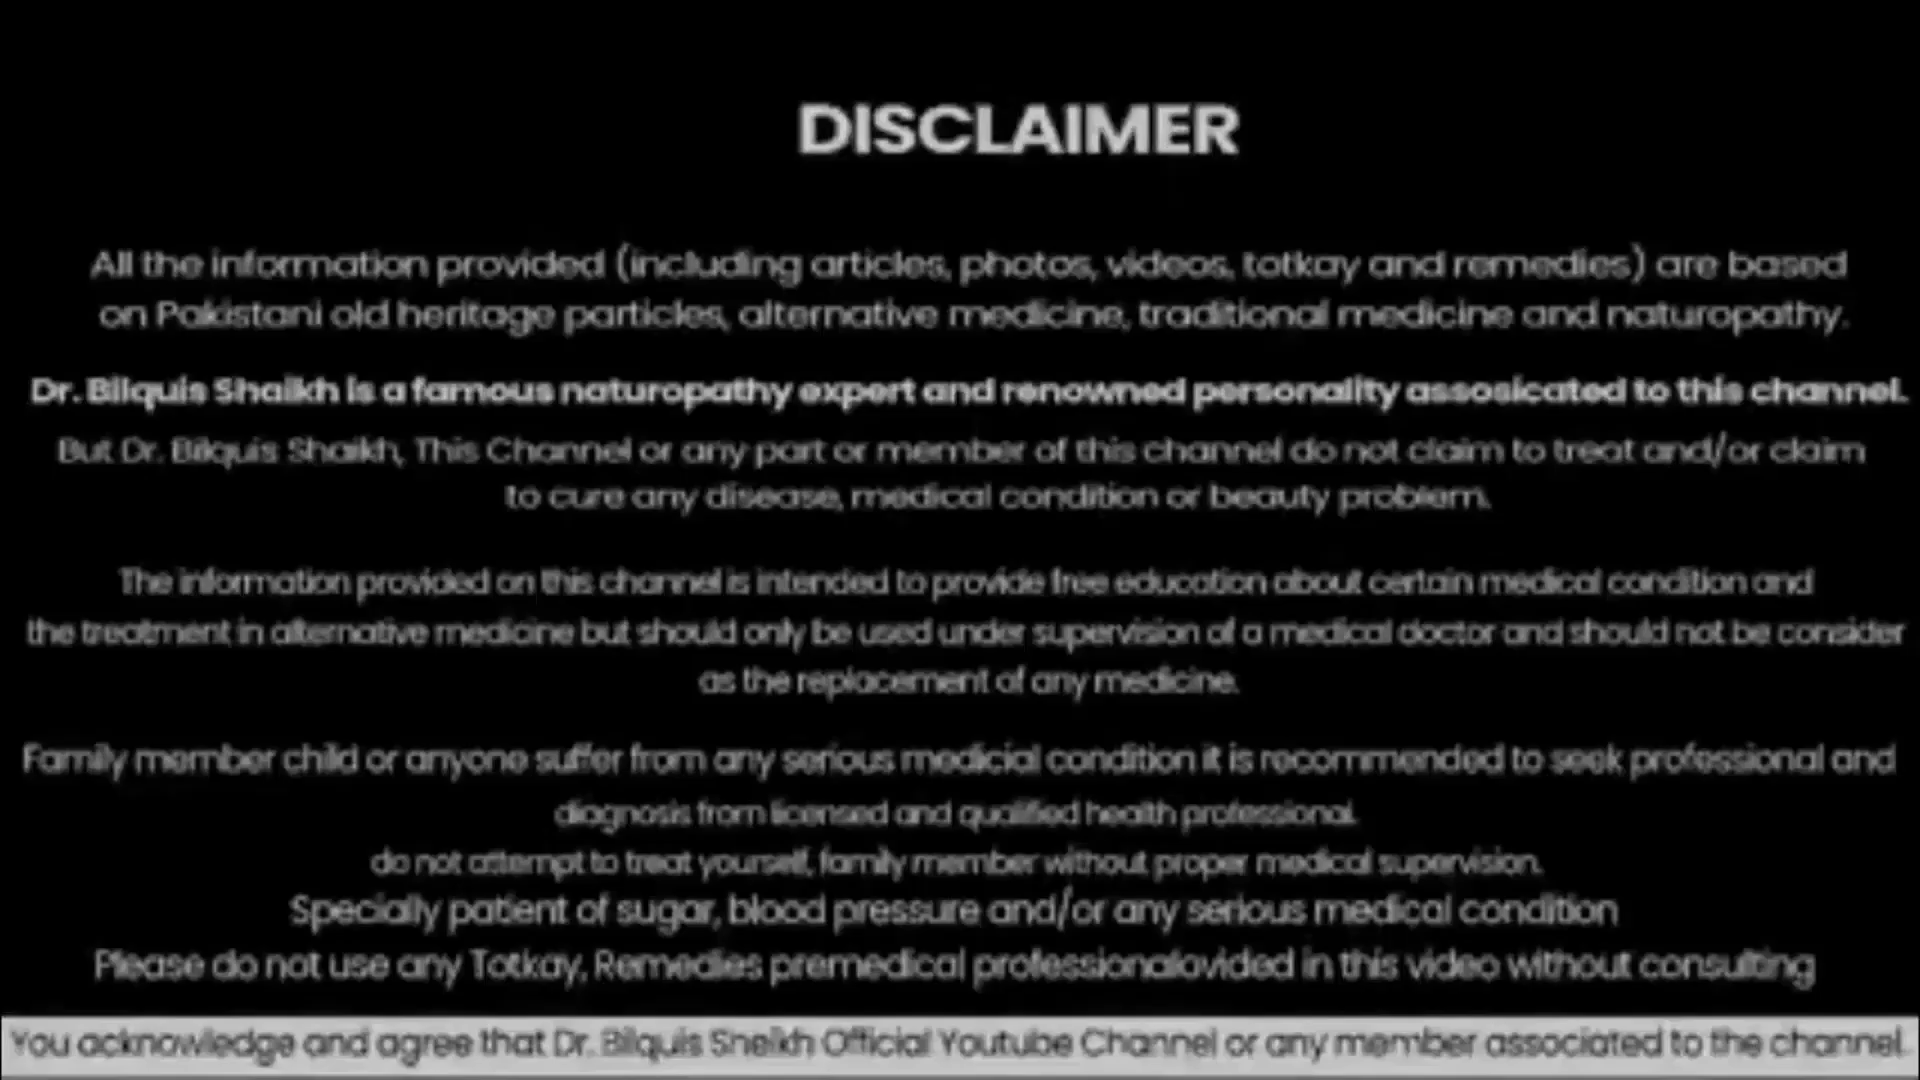 DISCLAIMER
All the information provided (including articles, photos, videos, totkay and remedies) are based
on Pakistani old heritage particles, alternative medicine, traditional medicine and naturopathy.
Dr. Bilquis Shaikh is a famous naturopathy expert and renowned personality assosicated to this channel.
But Dr. Bilquis Shaikh, This Channel or any part or member of this channel do not claim to treat and/or claim
to cure any disease, medical condition or beauty problem.
The information provided on this channel is intended to provide free education about certain medical condition and
the treatment in alternative medicine but should only be used under supervision of a medical doctor and should not be consider
as the replacement of any medicine.
Family member child or anyone suffer from any serious medicial condition it is recommended to seek professional and
diagnosis from licensed and qualified health professional.
do not attempt to treat yourself, family member without proper medical supervision.
Specially patient of sugar, blood pressure and/or any serious medical condition
Please do not use any Totkay, Remedies premedical professionalovided in this video without consulting
You acknowledge and agree that Dr. Bilquis Sheikh Official Youtube Channel or any member associated to the channel.